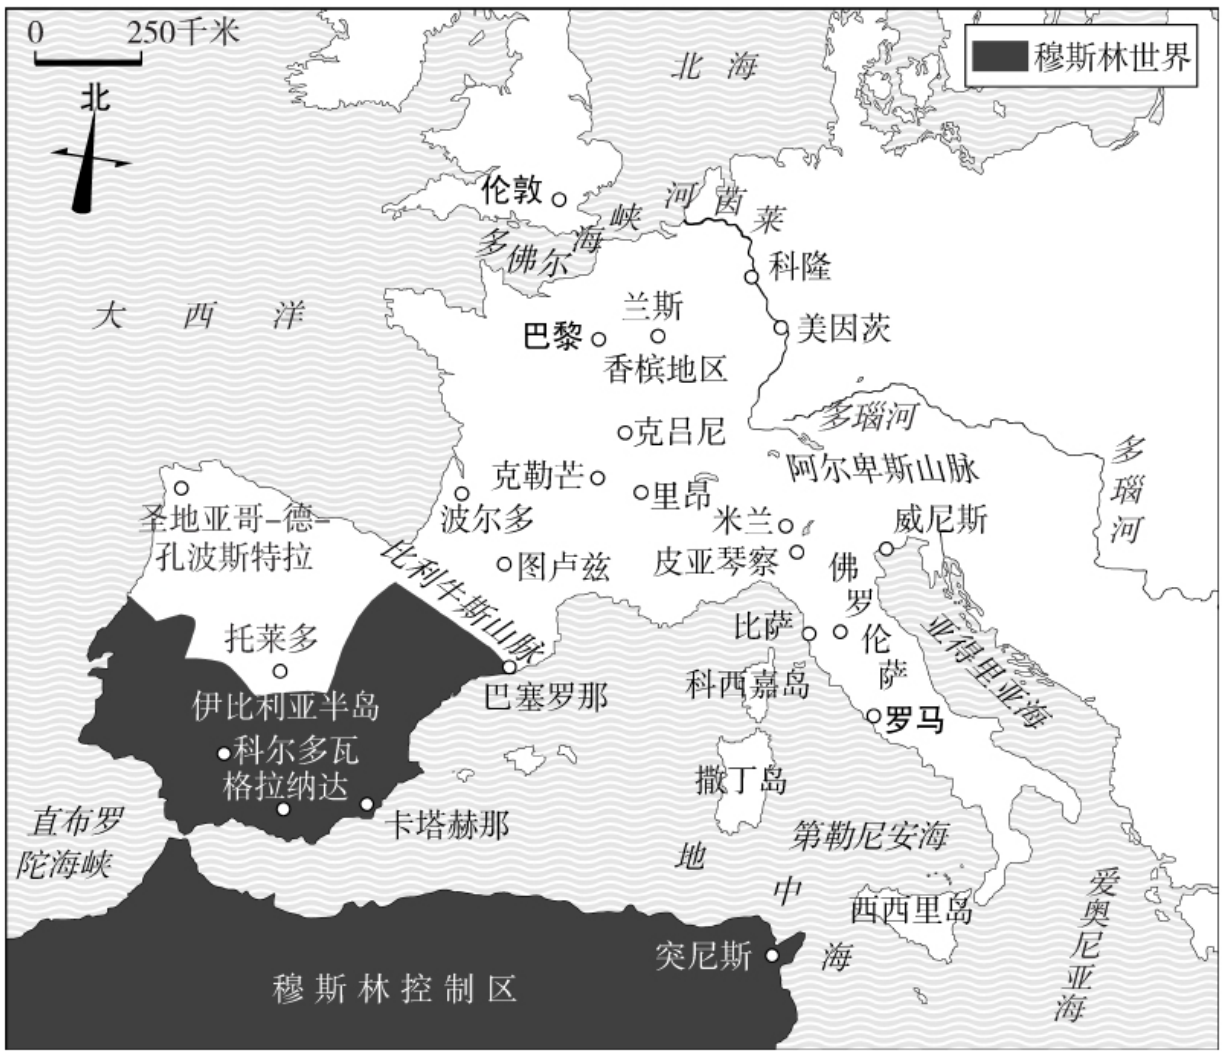 0 250千米
北
北海
穆斯林世界
伦敦
河茵莱
多佛尔海峡
科隆
大西洋
兰斯
巴黎
美因茨
香槟地区
多瑙河
克吕尼
多瑙河
阿尔卑斯山脉
克勒芒
里昂
圣地亚哥-德-
孔波斯特拉
波尔多
米兰
威尼斯
比利牛斯山脉
图卢兹
皮亚琴察
佛罗伦萨
托莱多
比萨
亚得里亚海
巴塞罗那
科西嘉岛
伊比利亚半岛
罗马
科尔多瓦
格拉纳达
撒丁岛
直布罗
陀海峡
卡塔赫那
第勒尼安海
地中海
西西里岛
爱奥尼亚海
突尼斯
穆斯林控制区